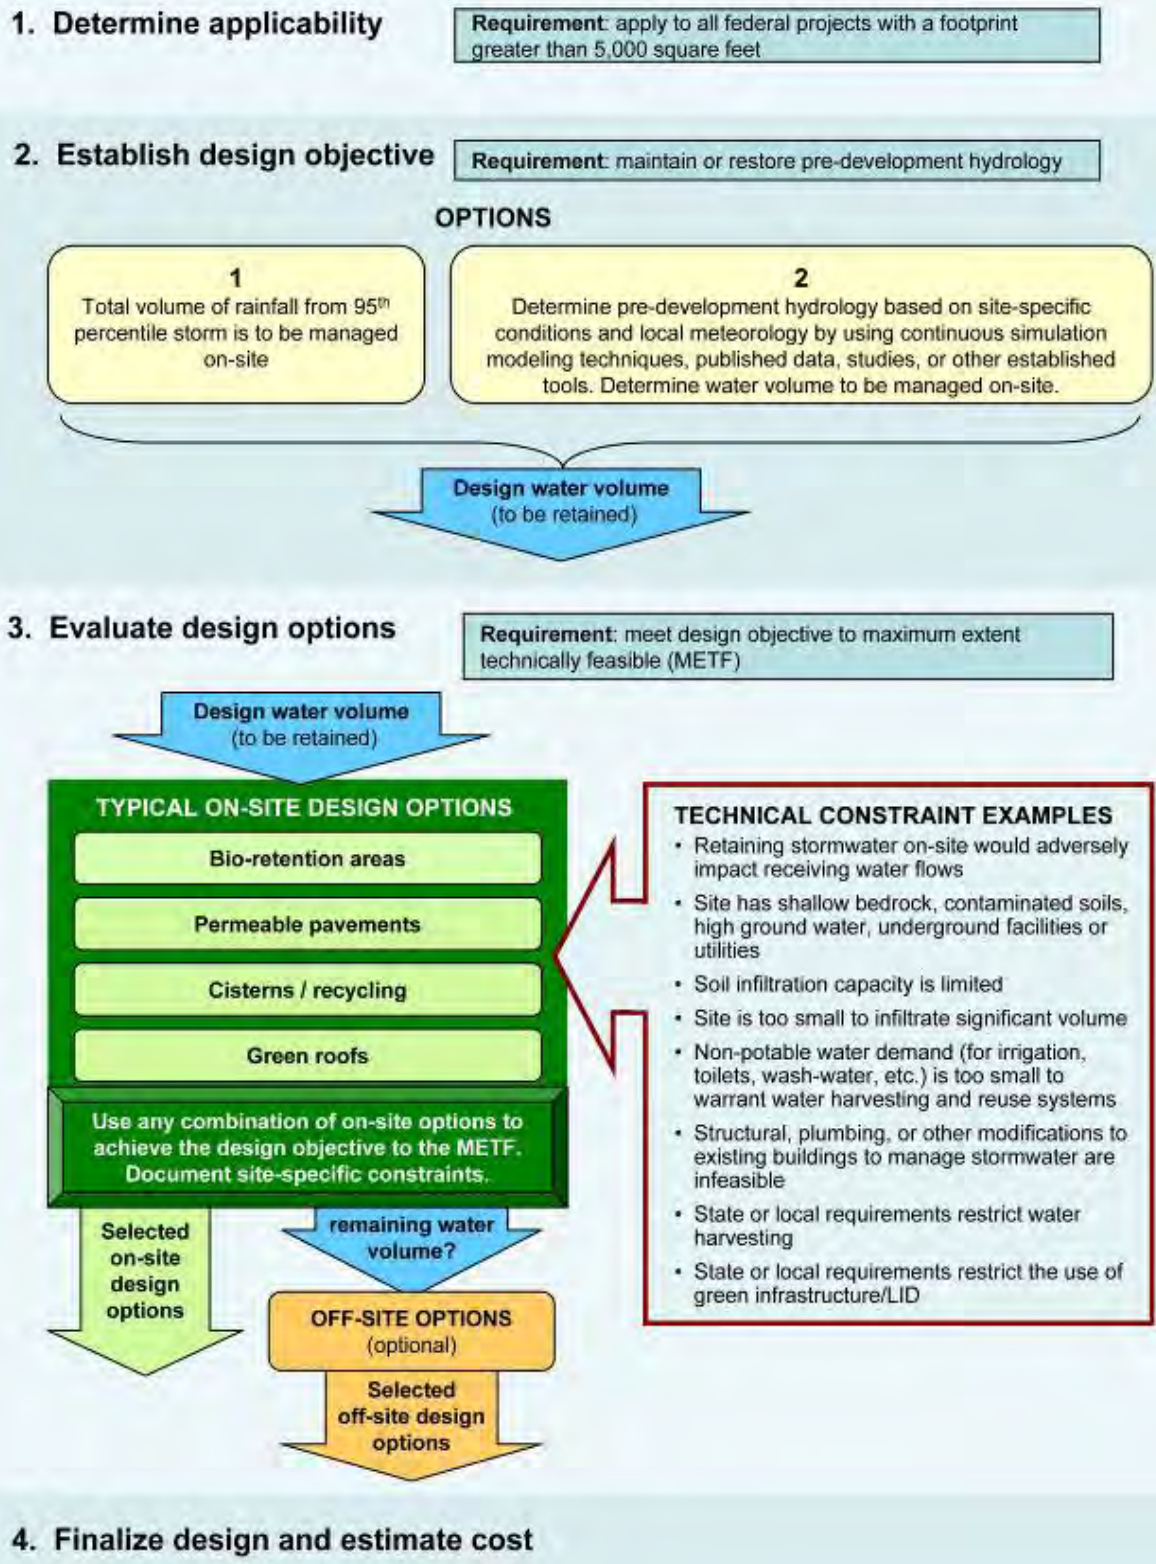 1. Determine applicability
Requirement: apply to all federal projects with a footprint
greater than 5,000 square feet
2. Establish design objective
Requirement: maintain or restore pre-development hydrology
OPTIONS
1
Total volume of rainfall from 95th
percentile storm is to be managed
on-site
2
Determine pre-development hydrology based on site-specific
conditions and local meteorology by using continuous simulation
modeling techniques, published data, studies, or other established
tools. Determine water volume to be managed on-site.
Design water volume
(to be retained)
3. Evaluate design options
Requirement: meet design objective to maximum extent
technically feasible (METF)
Design water volume
(to be retained)
TYPICAL ON-SITE DESIGN OPTIONS
Bio-retention areas
Permeable pavements
Cisterns / recycling
Green roofs
Use any combination of on-site options to
achieve the design objective to the METF.
Document site-specific constraints.
Selected
on-site
design
options
remaining water
volume?
OFF-SITE OPTIONS
(optional)
Selected
off-site design
options
TECHNICAL CONSTRAINT EXAMPLES
• Retaining stormwater on-site would adversely
impact receiving water flows
• Site has shallow bedrock, contaminated soils,
high ground water, underground facilities or
utilities
• Soil infiltration capacity is limited
• Site is too small to infiltrate significant volume
• Non-potable water demand (for irrigation,
toilets, wash-water, etc.) is too small to
warrant water harvesting and reuse systems
• Structural, plumbing, or other modifications to
existing buildings to manage stormwater are
infeasible
• State or local requirements restrict water
harvesting
• State or local requirements restrict the use of
green infrastructure/LID
4. Finalize design and estimate cost